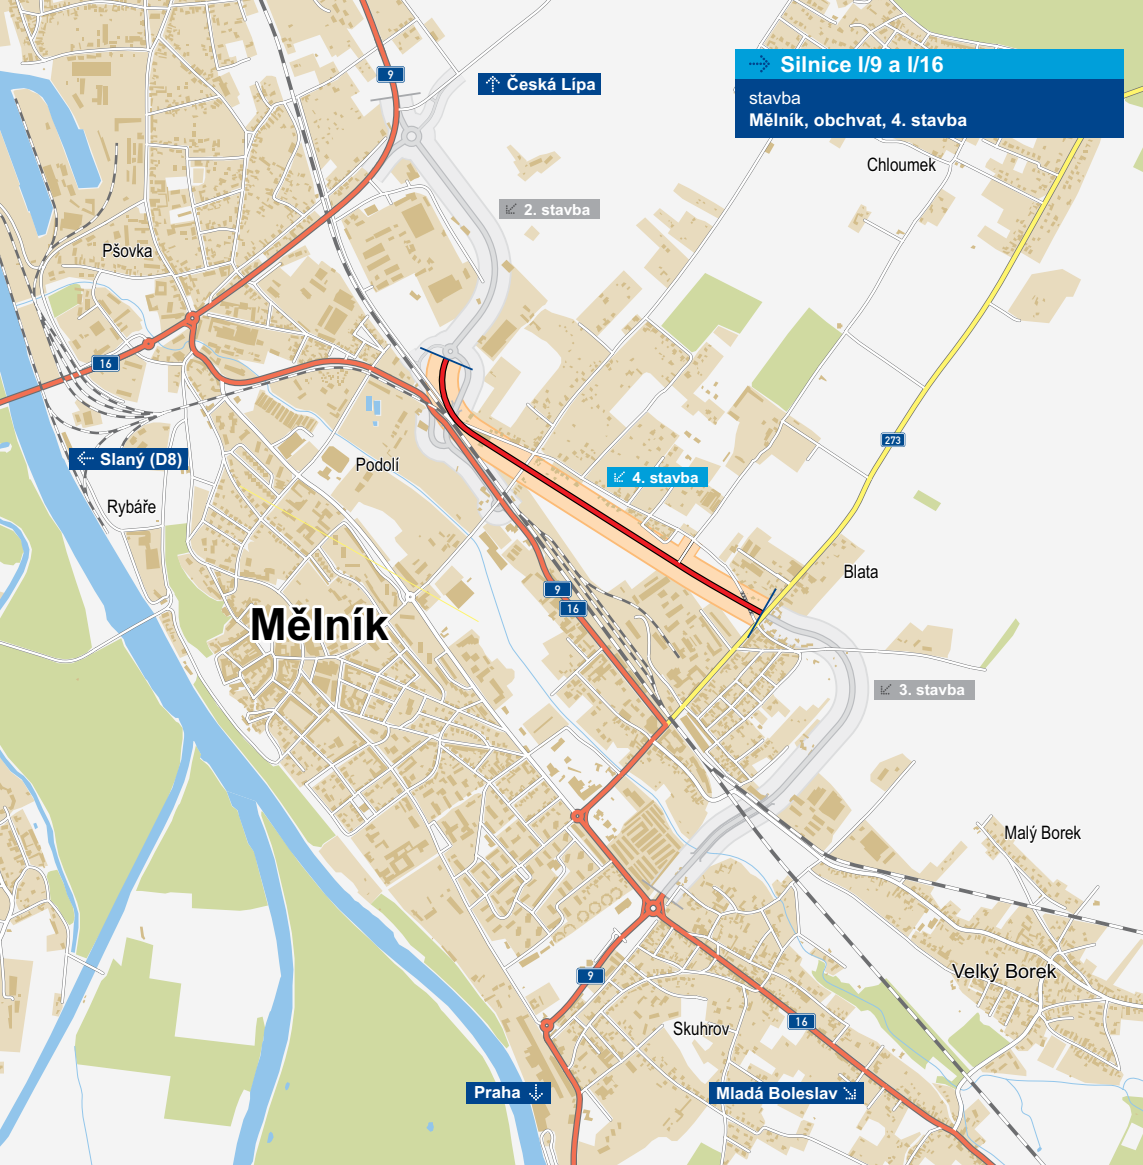 9
Česká Lípa
Silnice I/9 a I/16
stavba
Mělník, obchvat, 4. stavba
Chloumek
2. stavba
Pšovka
16
273
Slaný (D8)
Podolí
4. stavba
Rybáře
Blata
9
16
Mělník
3. stavba
Malý Borek
Velký Borek
9
16
Skuhrov
Praha
Mladá Boleslav